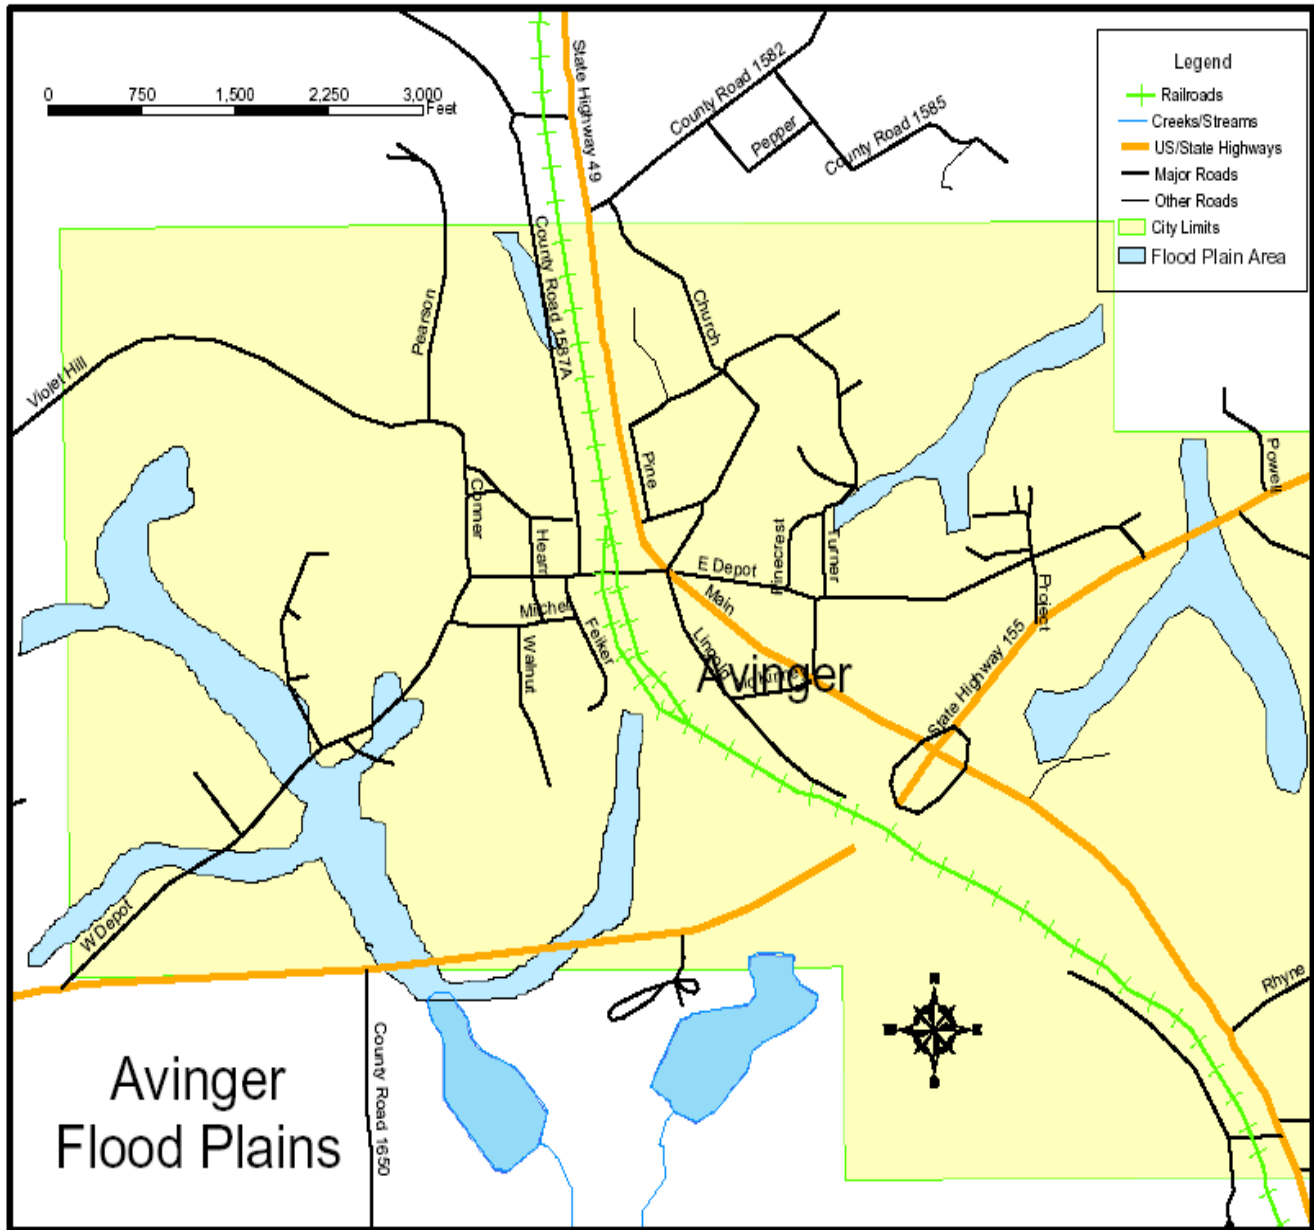 0 750 1,500 2,250 3,000
Feet
State Highway 49
County Road 1582
Pepper
County Road 1585
Legend
Railroads
Creeks/Streams
US/State Highways
Major Roads
Other Roads
City Limits
Flood Plain Area
County Road 1587A
Church
Pearson
Violet Hill
Pine
Conner
Powell
Hearn
E Depot
Pinecrest
Turner
Main
Mitchell
Felker
Walnut
Lincoln
Project
State Highway 155
Avinger
W Depot
Rhyne
N
County Road 1650
Avinger
Flood Plains